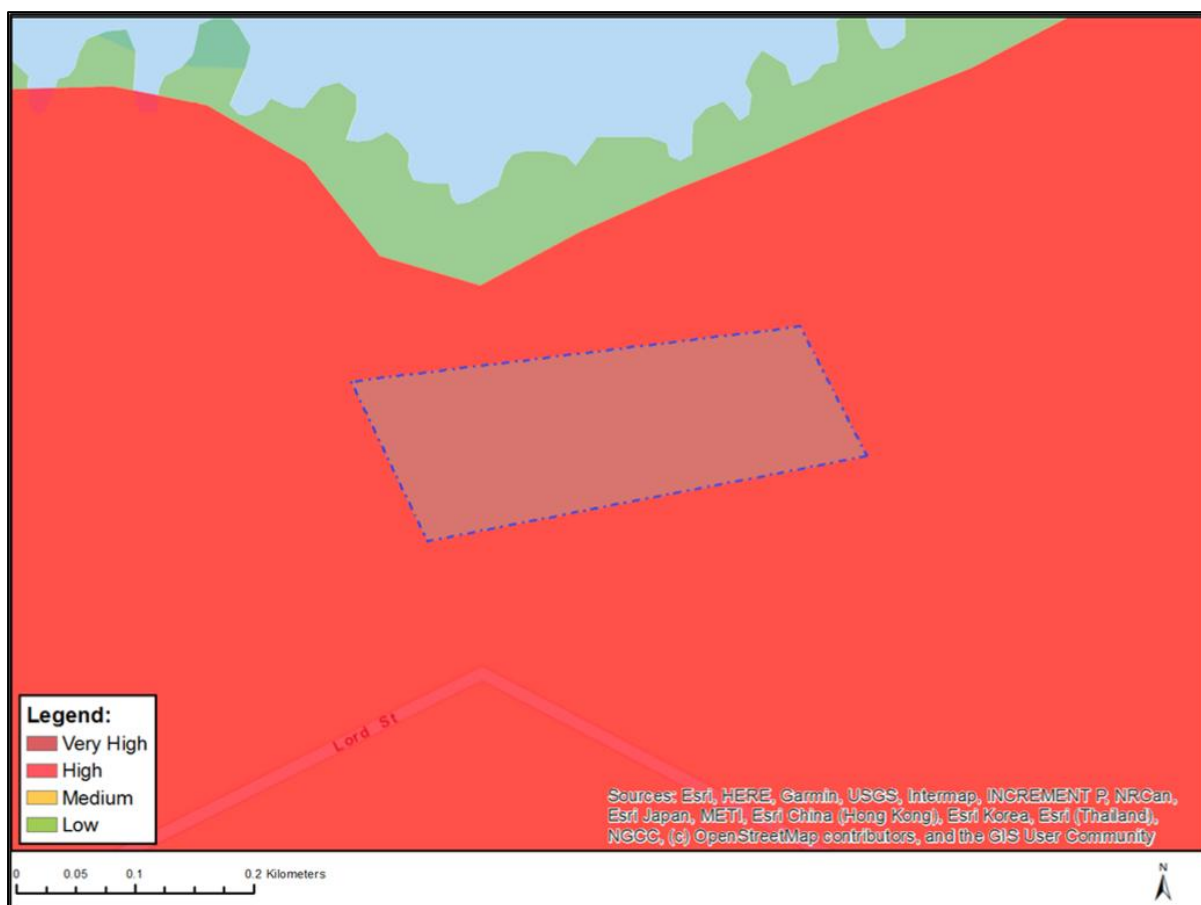 Lord St
Legend:
Very High
High
Medium
Low
Sources: Esri, HERE, Garmin, USGS, Intermap, INCREMENT P, NRCan,
Esri Japan, METI, Esri China (Hong Kong), Esri Korea, Esri (Thailand),
NGCC, (c) OpenStreetMap contributors, and the GIS User Community
0 0.05 0.1 0.2 Kilometers
N